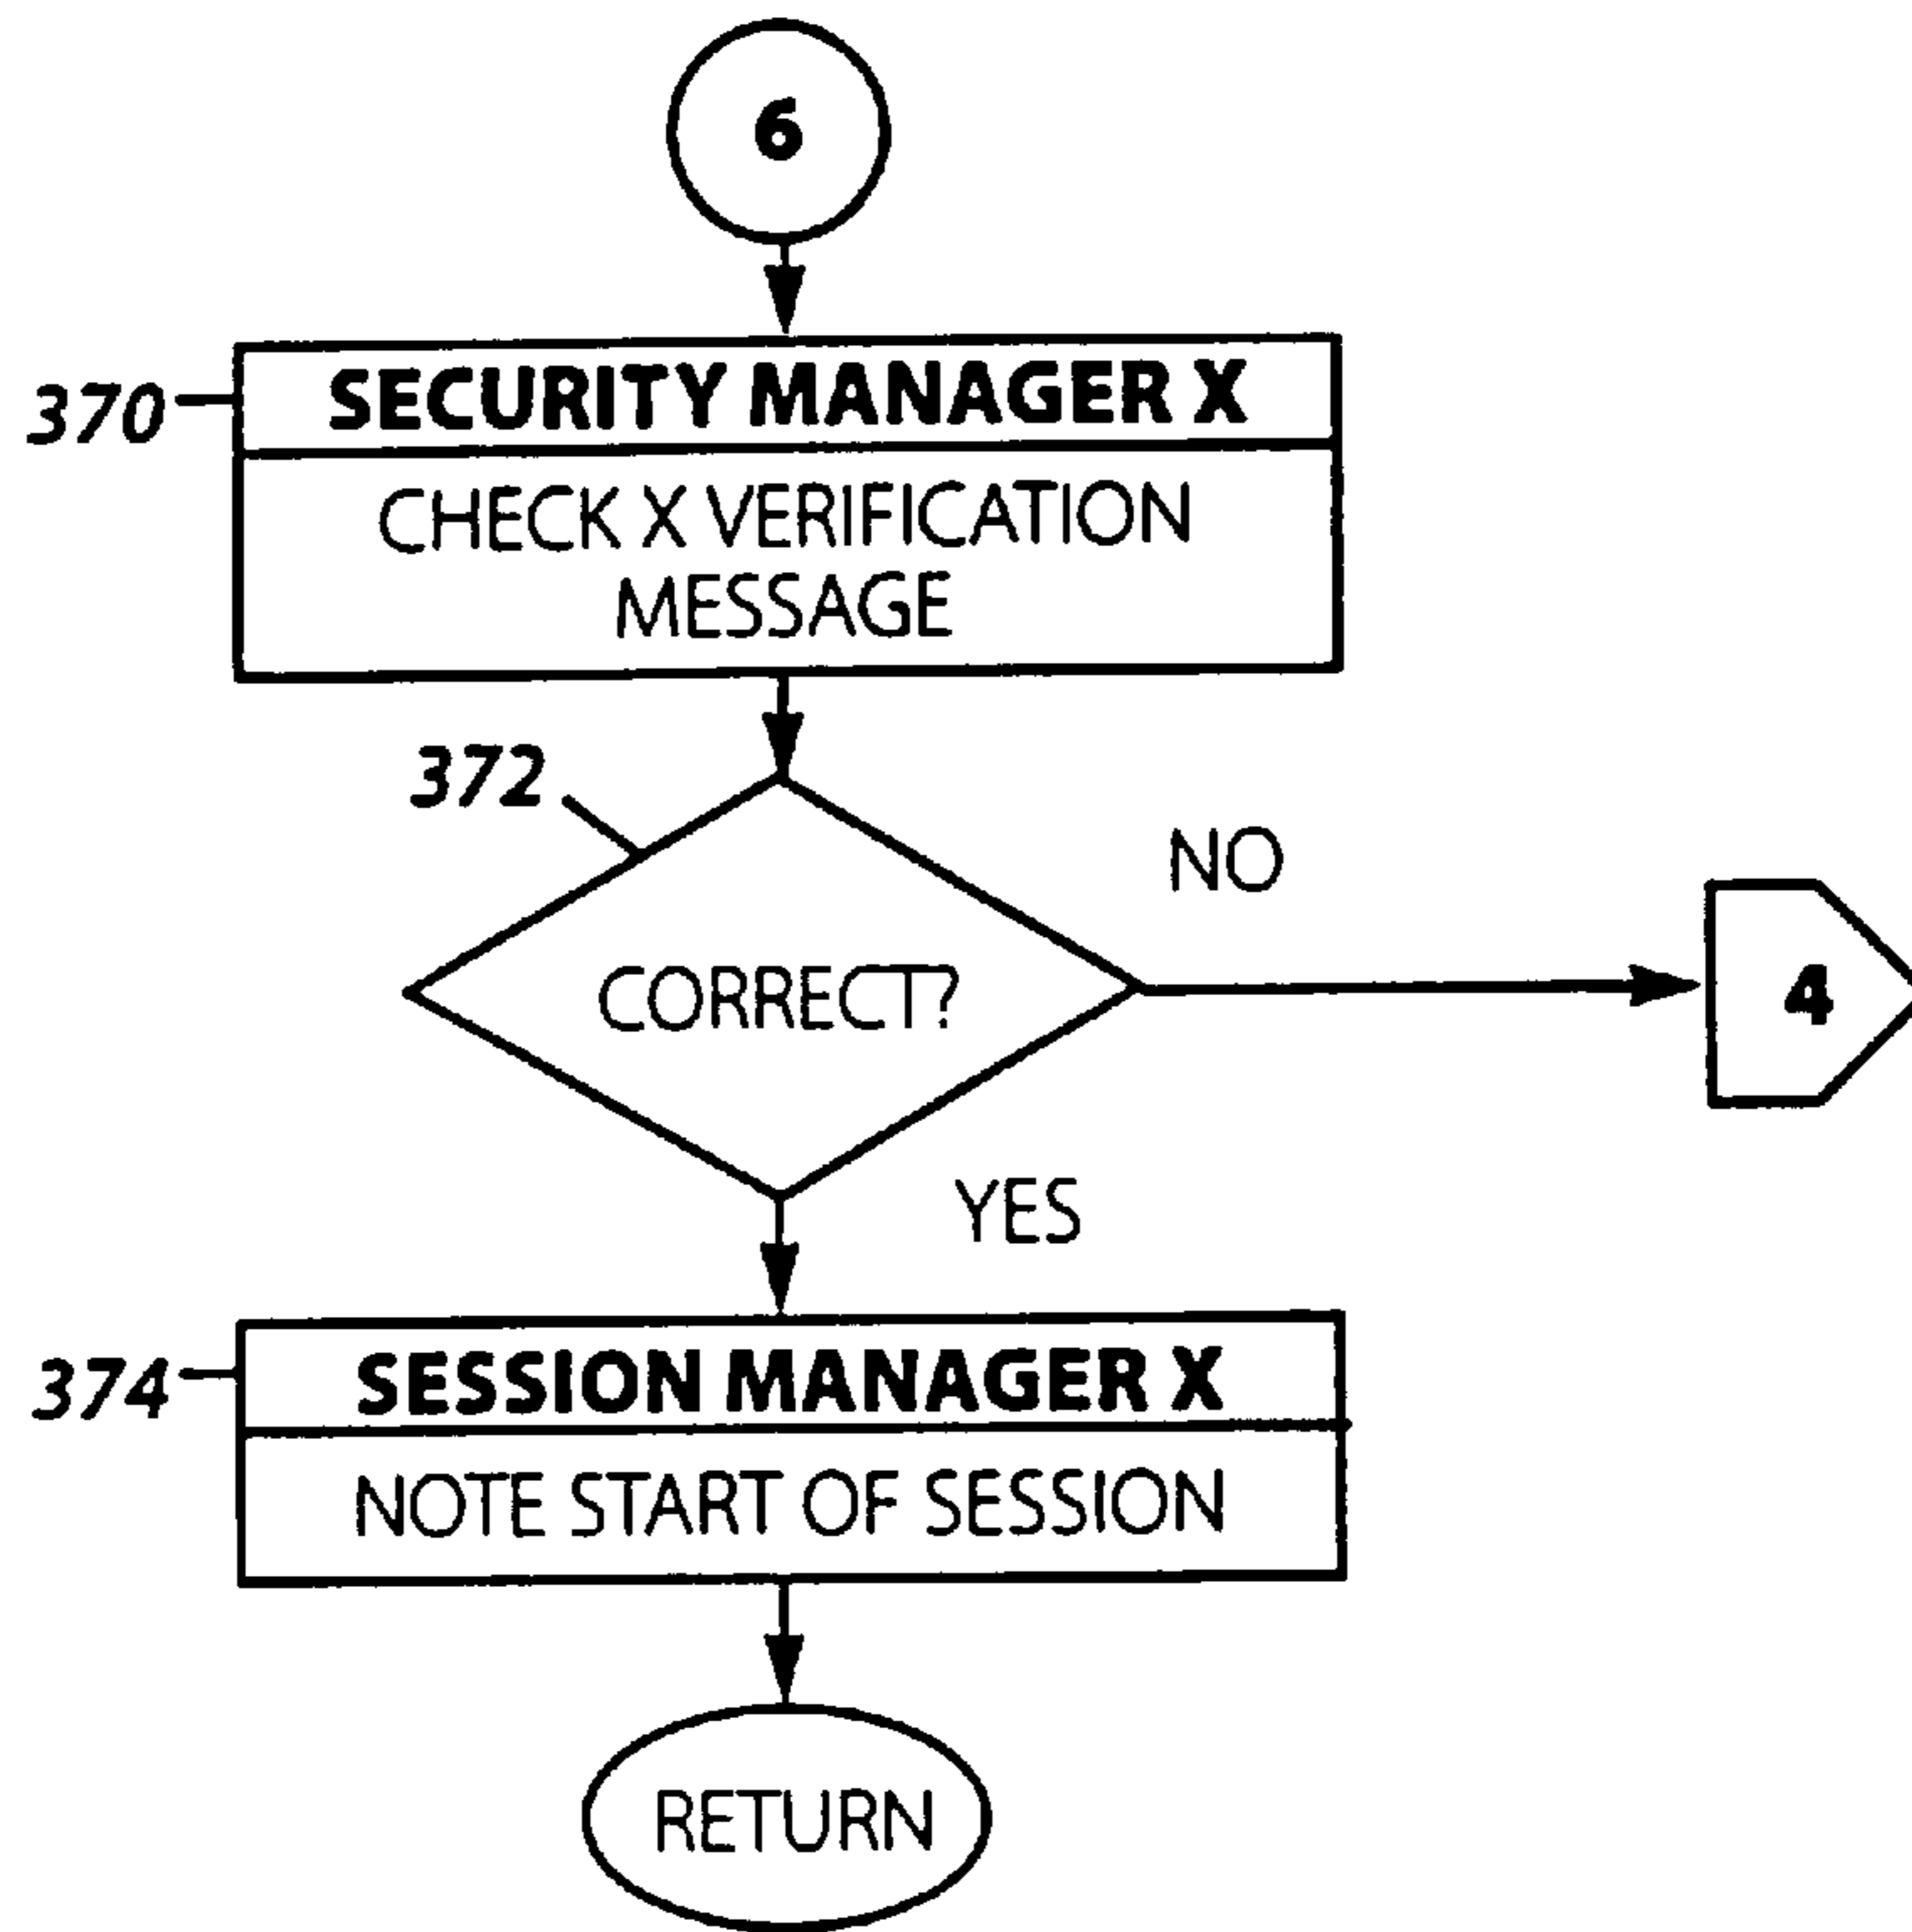 6
370
SECURITY MANAGER X
CHECK X VERIFICATION
MESSAGE
372
NO
CORRECT?
4
YES
374
SESSION MANAGER X
NOTE START OF SESSION
RETURN